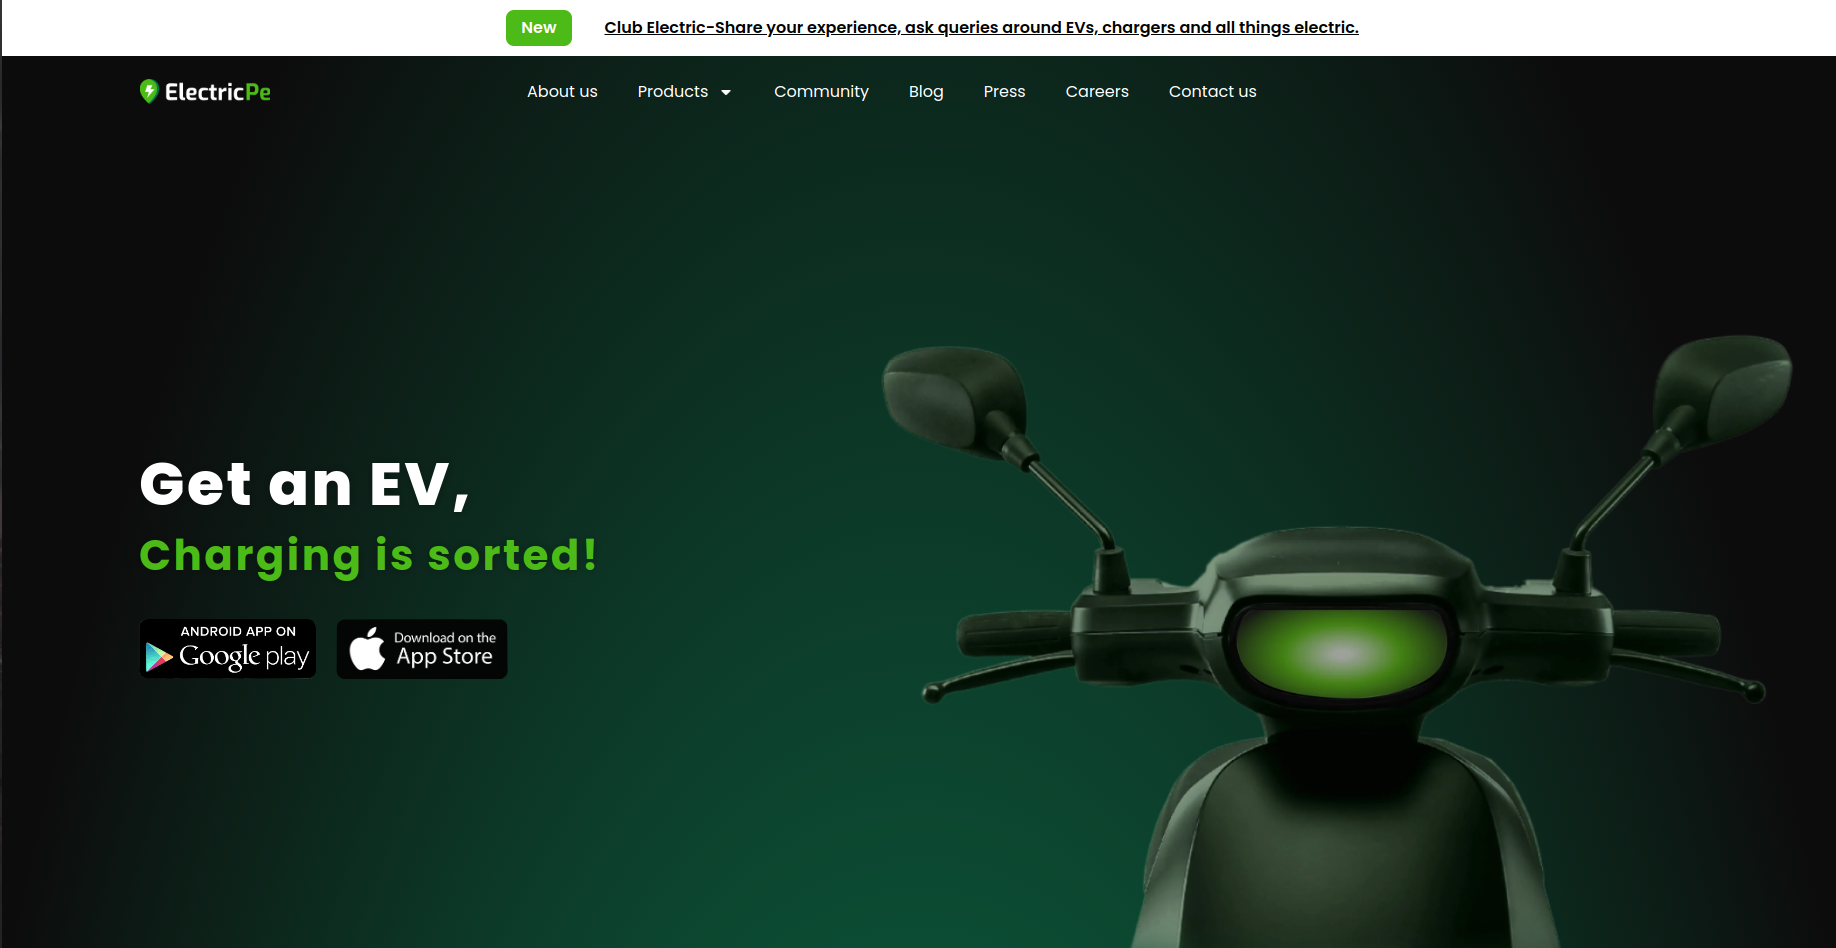 New
Club Electric-Share your experience, ask queries around EVs, chargers and all things electric.
ElectricPe
About us
Products
Community
Blog
Press
Careers
Contact us
Get an EV,
Charging is sorted!
ANDROID APP ON
Google play
Download on the
App Store